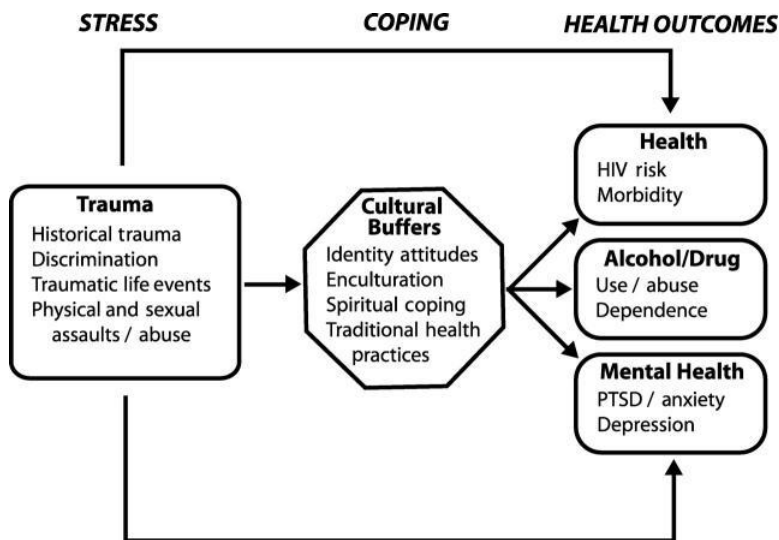 STRESS
COPING
HEALTH OUTCOMES
Trauma
Historical trauma
Discrimination
Traumatic life events
Physical and sexual
assaults / abuse
Cultural
Buffers
Identity attitudes
Enculturation
Spiritual coping
Traditional health
practices
Health
HIV risk
Morbidity
Alcohol/Drug
Use / abuse
Dependence
Mental Health
PTSD / anxiety
Depression